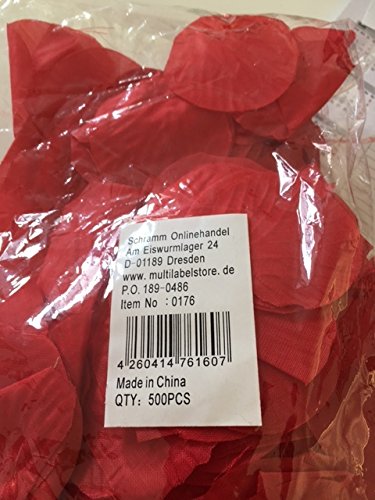 Schramm Onlinehandel
Am Eiswurmlager 24
D-01189 Dresden
www. multilabelstore.de
P.O. 189-0486
Item No : 0176
4 260414 761607
Made in China
QTY: 500PCS